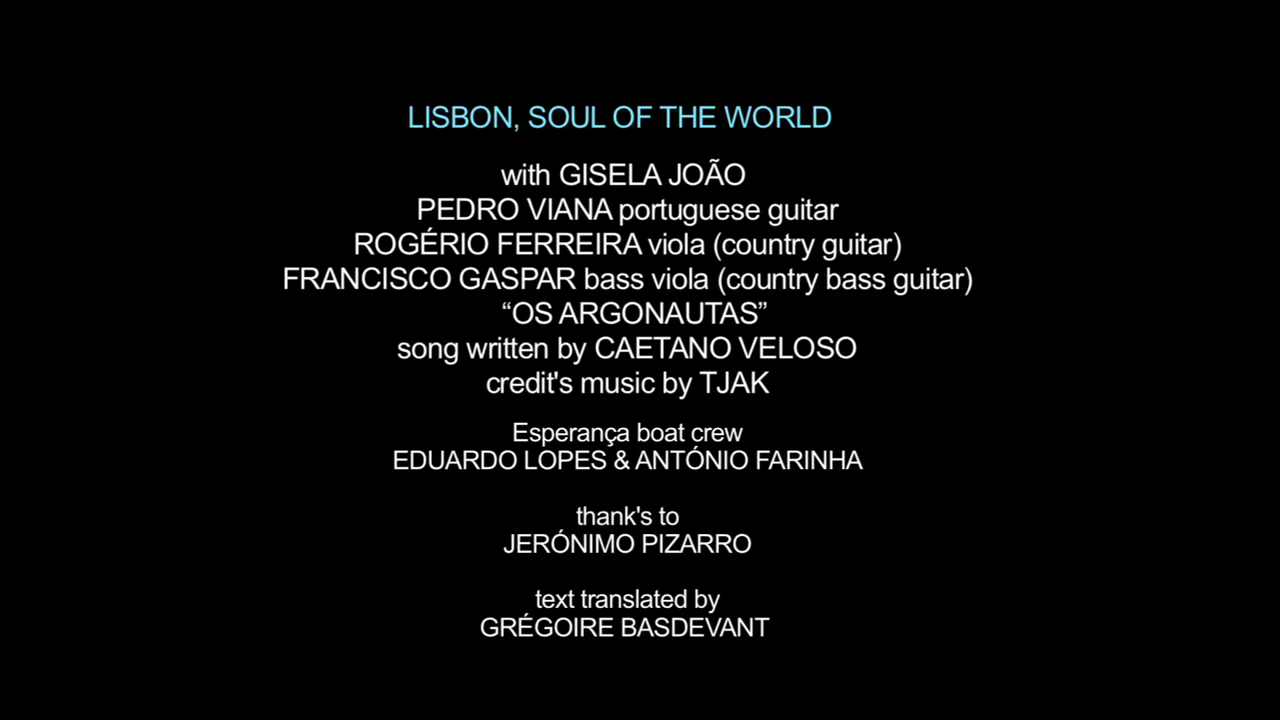 LISBON, SOUL OF THE WORLD
with GISELA JOÃO
PEDRO VIANA portuguese guitar
ROGÉRIO FERREIRA viola (country guitar)
FRANCISCO GASPAR bass viola (country bass guitar)
“OS ARGONAUTAS”
song written by CAETANO VELOSO
credit's music by TJAK
Esperança boat crew
EDUARDO LOPES & ANTÓNIO FARINHA
thank's to
JERÓNIMO PIZARRO
text translated by
GRÉGOIRE BASDEVANT